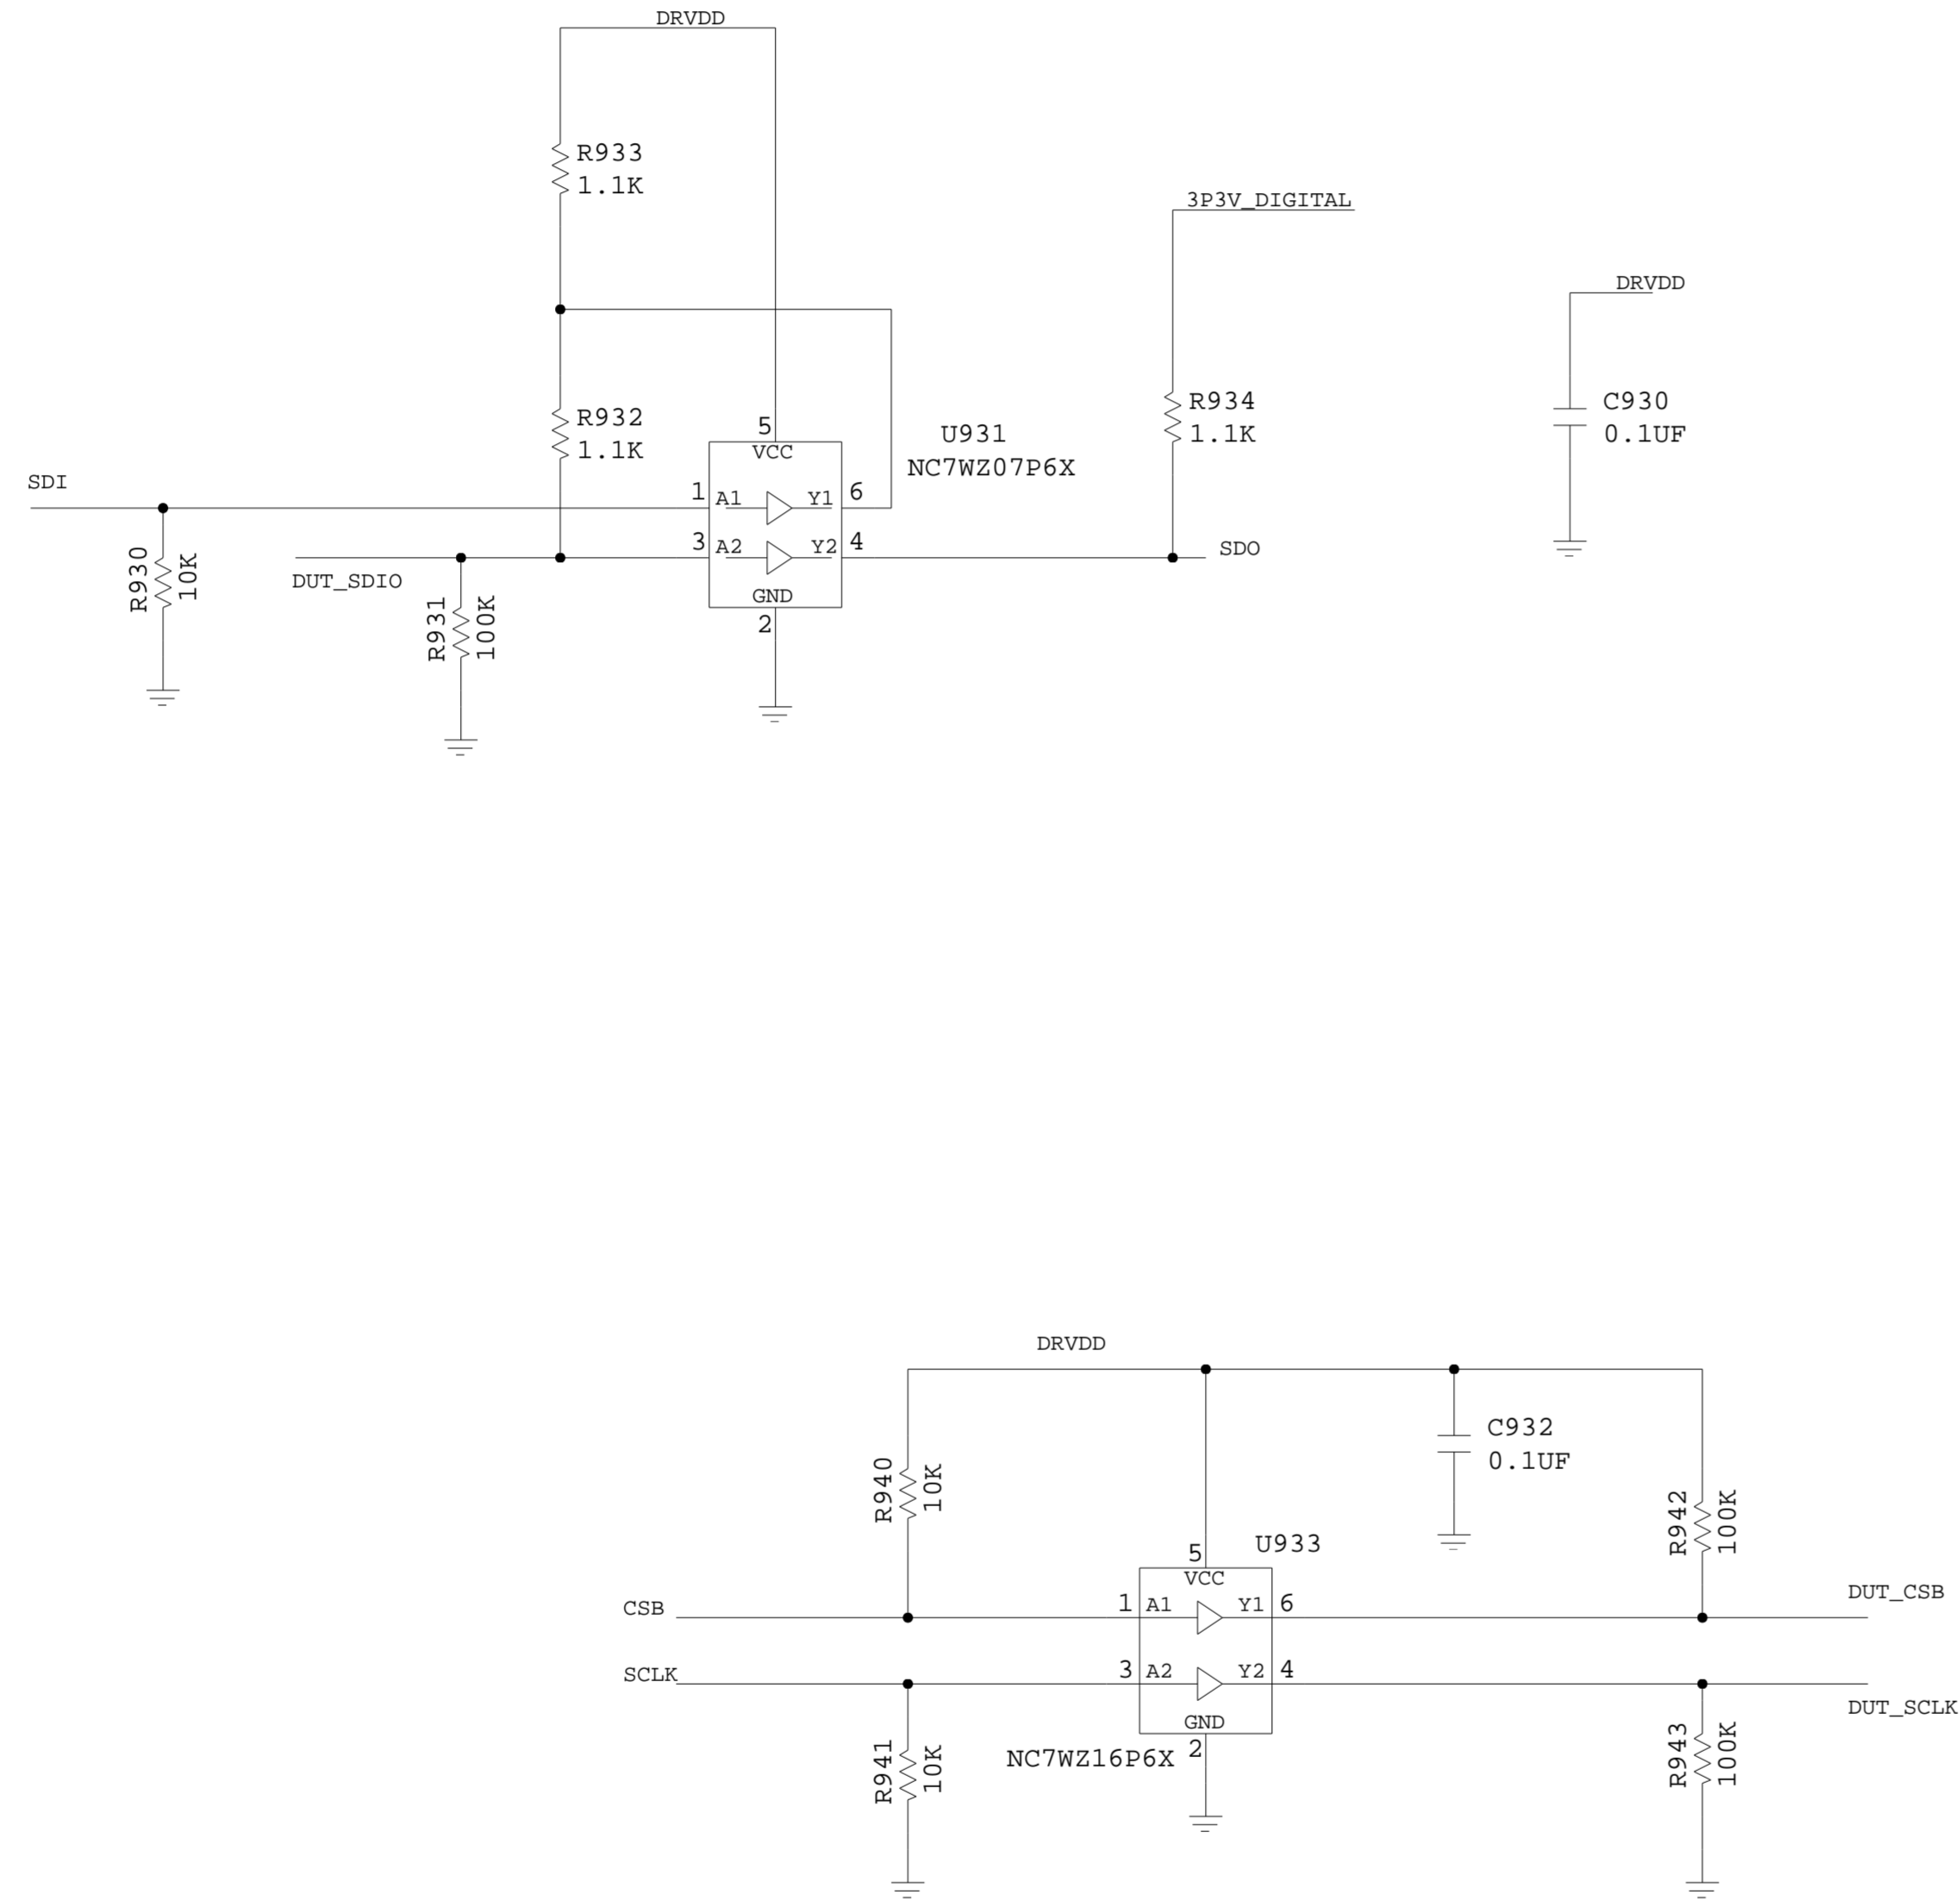 DRVDD
R933
1.1K
3P3V_DIGITAL
DRVDD
R932
1.1K
R934
1.1K
C930
0.1UF
U931
NC7WZ07P6X
5
VCC
SDI
1
A1
Y1
6
3
A2
Y2
4
SDO
DUT_SDIO
R930
10K
R931
100K
GND
2
DRVDD
C932
0.1UF
R940
10K
R942
100K
U933
5
VCC
CSB
1
A1
Y1
6
DUT_CSB
SCLK
3
A2
Y2
4
DUT_SCLK
GND
NC7WZ16P6X
2
R941
10K
R943
100K